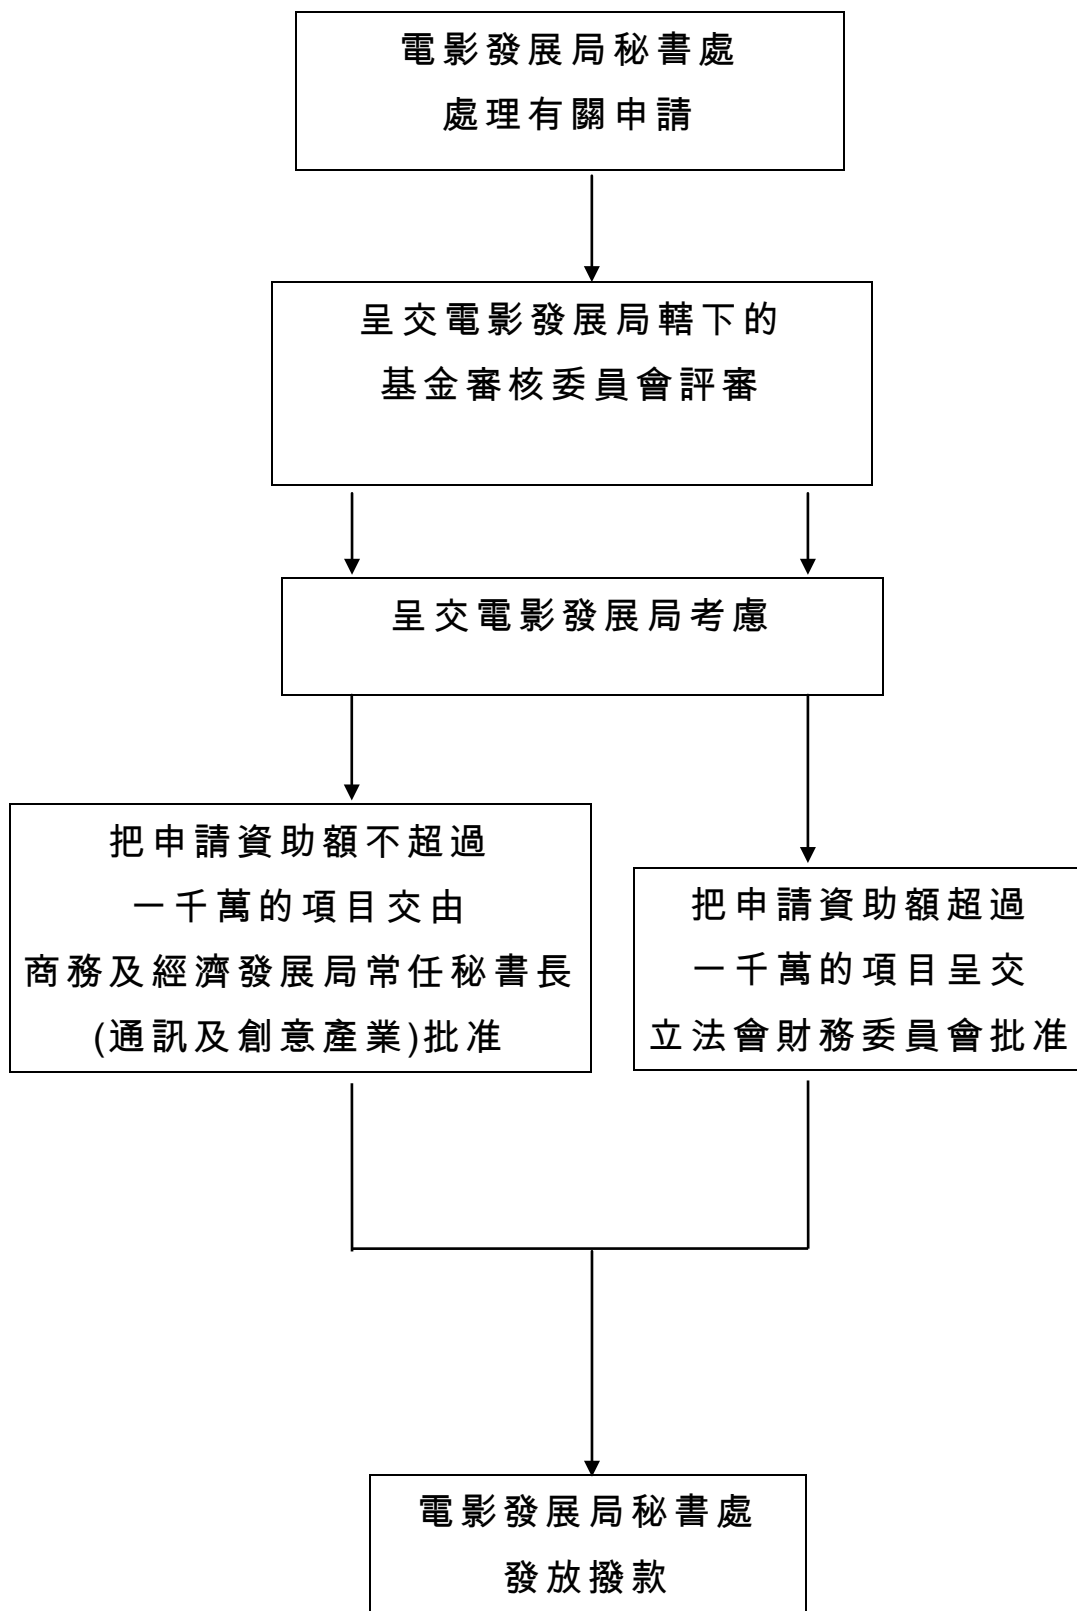 電影發展局秘書處
處理有關申請
呈交電影發展局轄下的
基金審核委員會評審
呈交電影發展局考慮
把申請資助額不超過
一千萬的項目交由
商務及經濟發展局常任秘書長
(通訊及創意產業)批准
把申請資助額超過
一千萬的項目呈交
立法會財務委員會批准
電影發展局秘書處
發放撥款